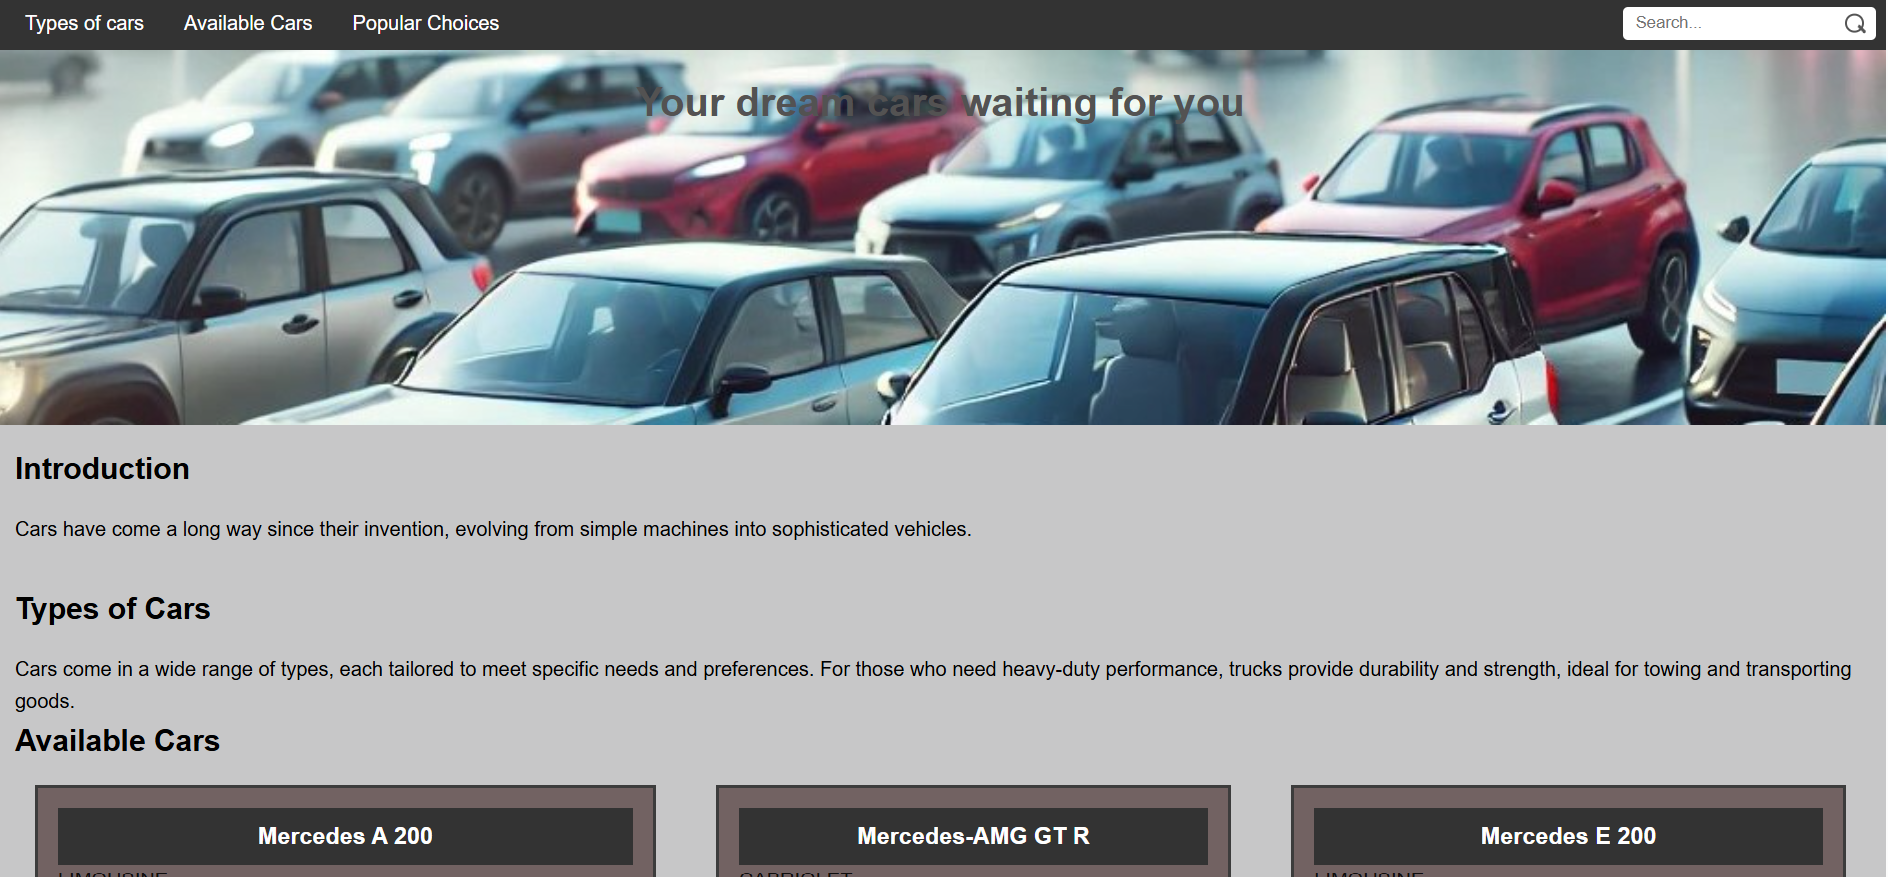 Types of cars Available Cars Popular Choices Search...
Your dream cars waiting for you
Introduction
Cars have come a long way since their invention, evolving from simple machines into sophisticated vehicles.
Types of Cars
Cars come in a wide range of types, each tailored to meet specific needs and preferences. For those who need heavy-duty performance, trucks provide durability and strength, ideal for towing and transporting
goods.
Available Cars
Mercedes A 200 Mercedes-AMG GT R Mercedes E 200
LIMOUSINE CABRIOLET LIMOUSINE